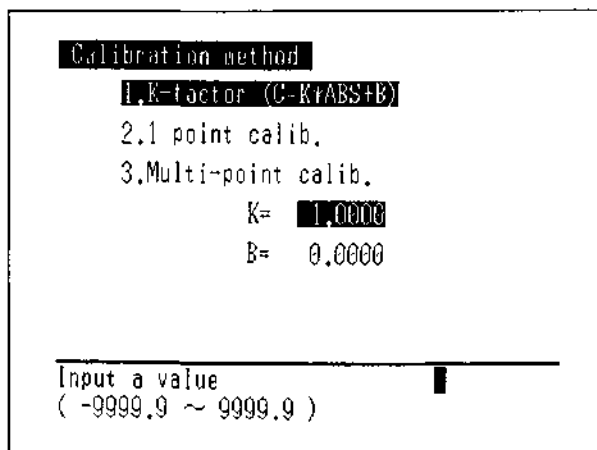 Calibration method
1.K-factor (C=K*ABS+B)
2.1 point calib.
3.Multi-point calib.
K= 1.0000
B= 0.0000
Input a value
( -9999.9 ~ 9999.9 )